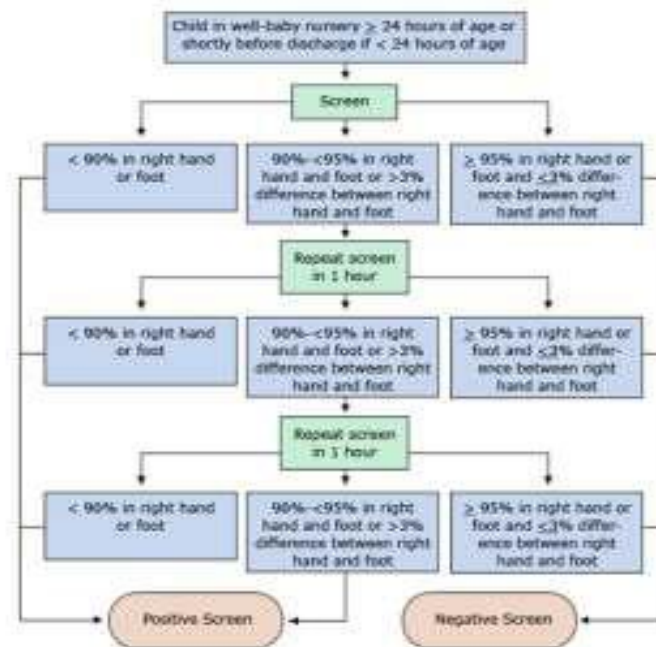 Child in well-baby nursery ≥ 24 hours of age or
shortly before discharge if < 24 hours of age
Screen
< 90% in right hand
or foot
90%-<95% in right
hand and foot or >3%
difference between right
hand and foot
≥ 95% in right hand or
foot and ≤3% differ-
ence between right
hand and foot
Repeat screen
in 1 hour
< 90% in right hand
or foot
90%-<95% in right
hand and foot or >3%
difference between right
hand and foot
≥ 95% in right hand or
foot and ≤3% differ-
ence between right
hand and foot
Repeat screen
in 1 hour
< 90% in right hand
or foot
90%-<95% in right
hand and foot or >3%
difference between right
hand and foot
≥ 95% in right hand or
foot and ≤3% differ-
ence between right
hand and foot
Positive Screen
Negative Screen